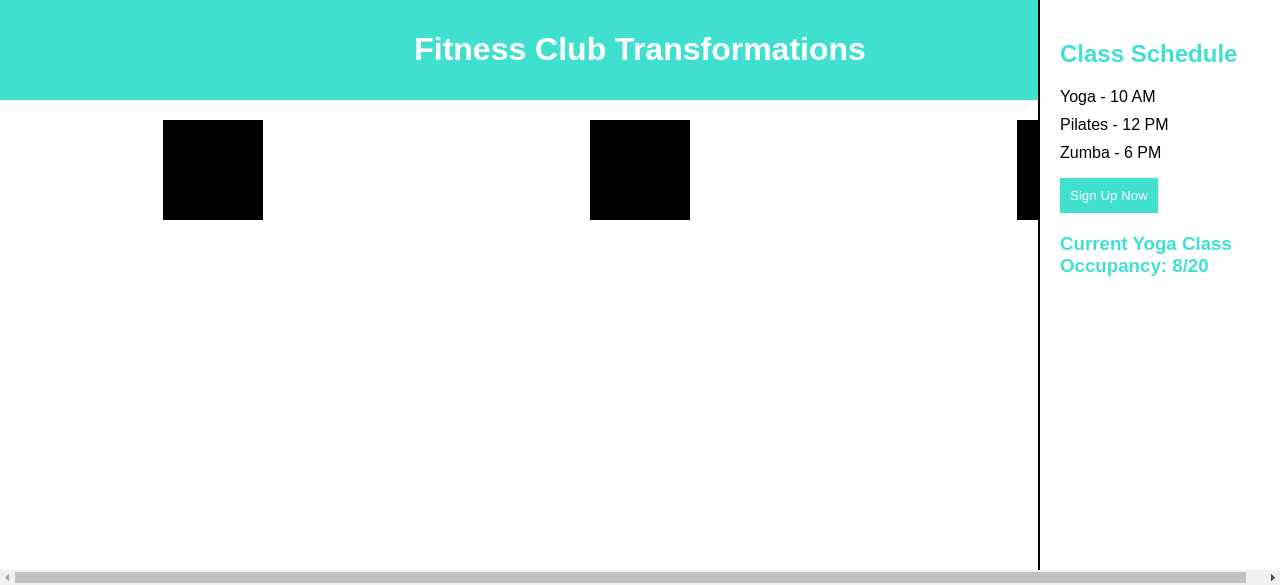 Fitness Club Transformations
Class Schedule
Yoga - 10 AM
Pilates - 12 PM
Zumba - 6 PM
Sign Up Now
Current Yoga Class
Occupancy: 8/20